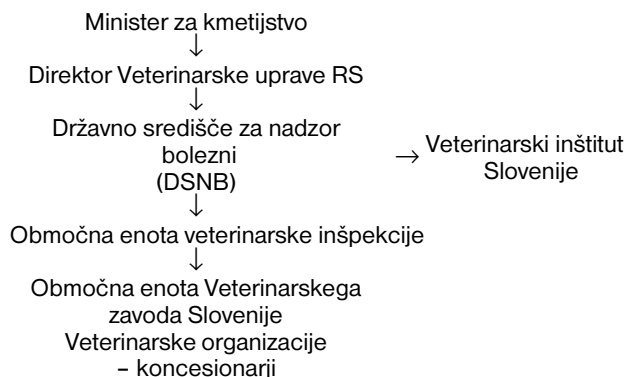 Minister za kmetijstvo
↓
Direktor Veterinarske uprave RS
↓
Državno središče za nadzor
bolezni
(DSNB)
→ Veterinarski inštitut
Slovenije
↓
Območna enota veterinarske inšpekcije
↓
Območna enota Veterinarskega
zavoda Slovenije
Veterinarske organizacije
– koncesionarji